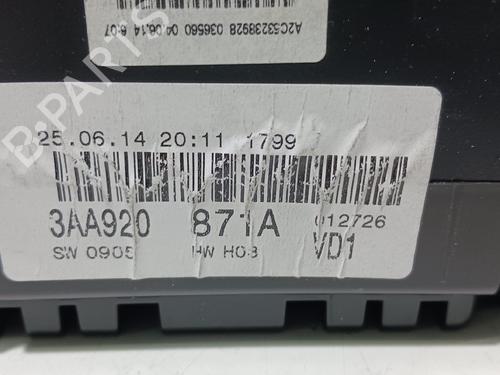 A2C53238928 036560 04.06.14 6:07
25.06.14 20:11 1799
3AA920 871A 012726
SW 0905 HW H03 VD1
B-PARTS